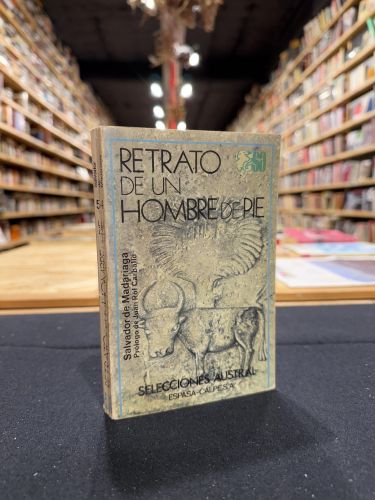 RETRATO
DE UN
HOMBRE DE PIE
Salvador de Madariaga
Prólogo de Juan Rof Carballo
SELECCIONES AUSTRAL
ESPASA-CALPE, S.A.